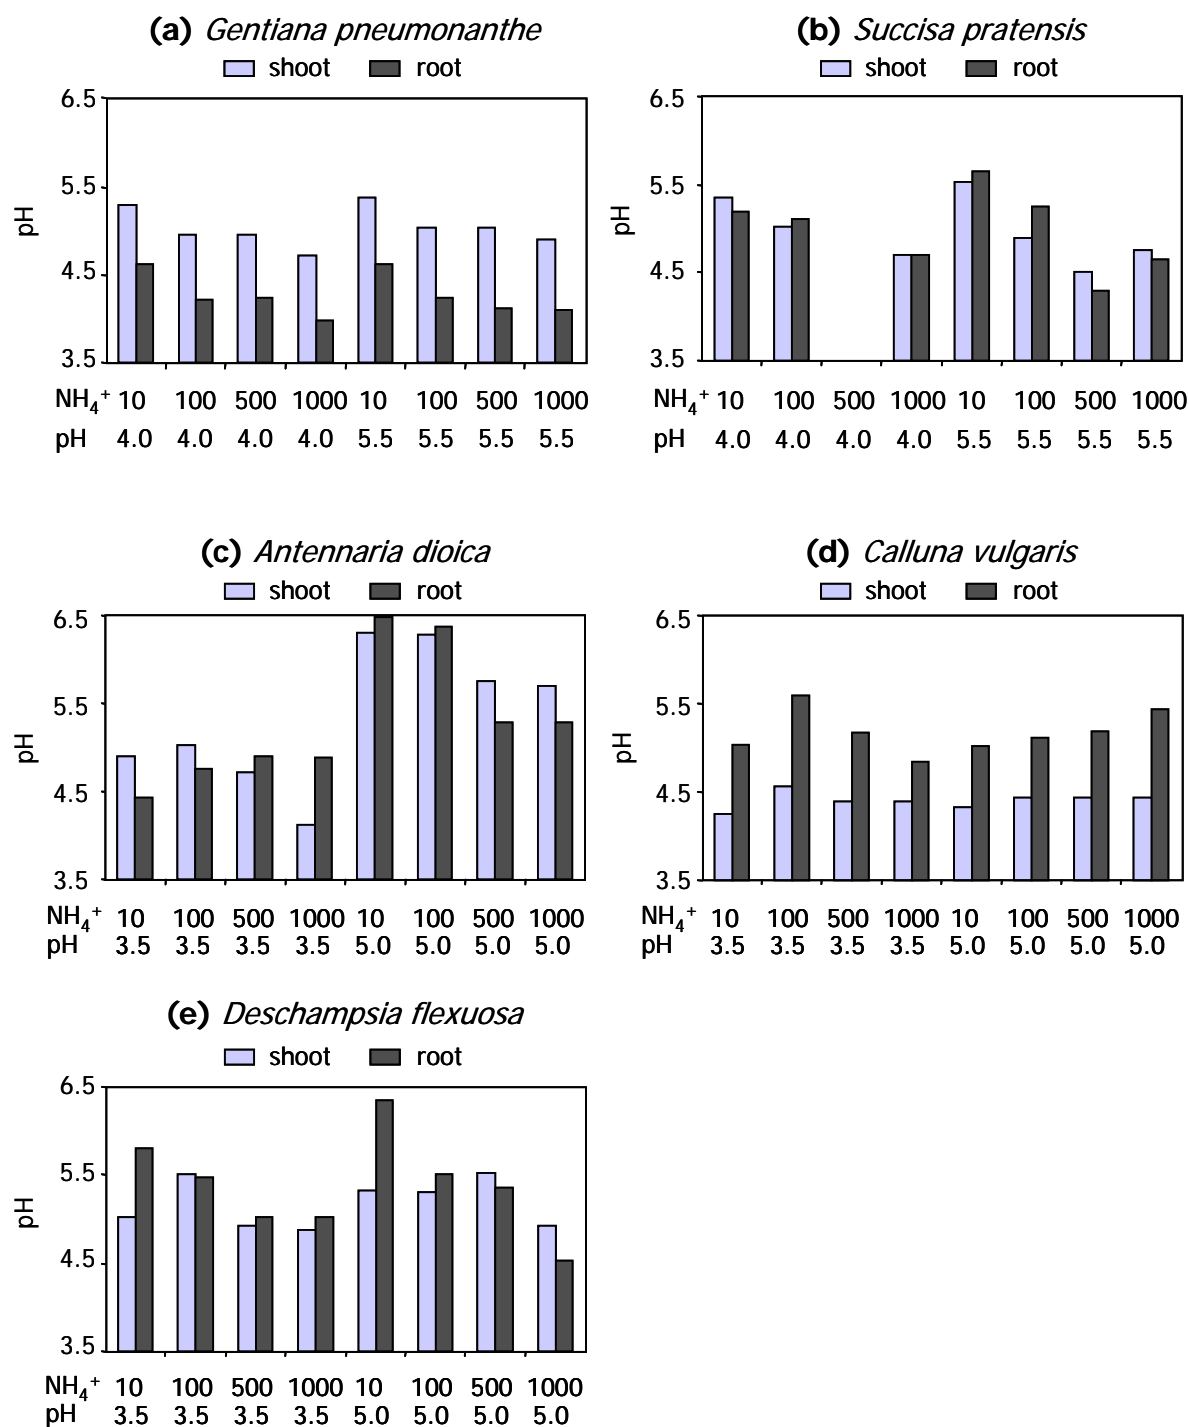 (a) Gentiana pneumonanthe
shoot root
6.5
5.5
4.5
3.5
pH
NH₄⁺ 10 100 500 1000 10 100 500 1000
pH 4.0 4.0 4.0 4.0 5.5 5.5 5.5 5.5
(b) Succisa pratensis
shoot root
6.5
5.5
4.5
3.5
pH
NH₄⁺ 10 100 500 1000 10 100 500 1000
pH 4.0 4.0 4.0 4.0 5.5 5.5 5.5 5.5
(c) Antennaria dioica
shoot root
6.5
5.5
4.5
3.5
pH
NH₄⁺ 10 100 500 1000 10 100 500 1000
pH 3.5 3.5 3.5 3.5 5.0 5.0 5.0 5.0
(d) Calluna vulgaris
shoot root
6.5
5.5
4.5
3.5
pH
NH₄⁺ 10 100 500 1000 10 100 500 1000
pH 3.5 3.5 3.5 3.5 5.0 5.0 5.0 5.0
(e) Deschampsia flexuosa
shoot root
6.5
5.5
4.5
3.5
pH
NH₄⁺ 10 100 500 1000 10 100 500 1000
pH 3.5 3.5 3.5 3.5 5.0 5.0 5.0 5.0